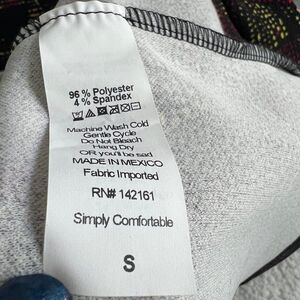 96 % Polyester
4 % Spandex
Machine Wash Cold
Gentle Cycle
Do Not Bleach
Hang Dry
OR you'll be sad
MADE IN MEXICO
Fabric Imported
RN# 142161
Simply Comfortable
S